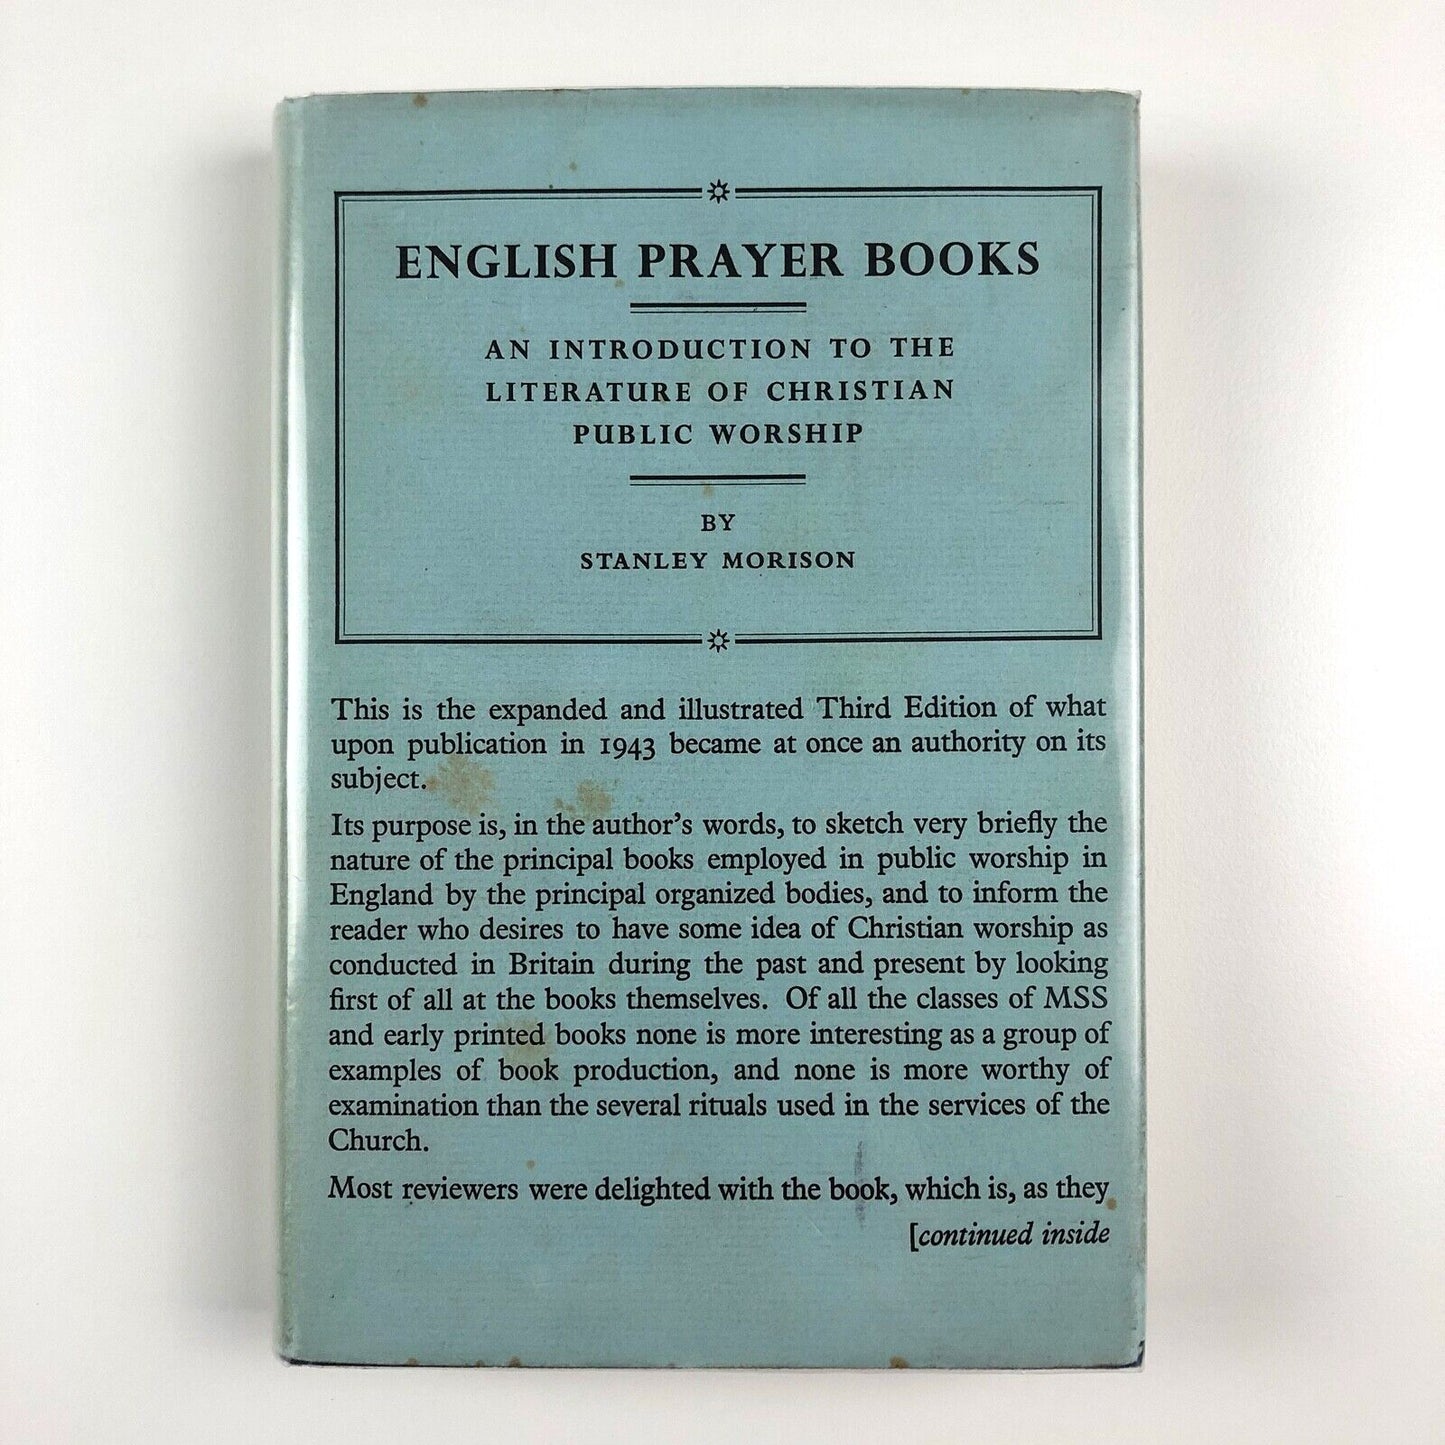 ENGLISH PRAYER BOOKS
AN INTRODUCTION TO THE
LITERATURE OF CHRISTIAN
PUBLIC WORSHIP
BY
STANLEY MORISON
This is the expanded and illustrated Third Edition of what
upon publication in 1943 became at once an authority on its
subject.
Its purpose is, in the author's words, to sketch very briefly the
nature of the principal books employed in public worship in
England by the principal organized bodies, and to inform the
reader who desires to have some idea of Christian worship as
conducted in Britain during the past and present by looking
first of all at the books themselves. Of all the classes of MSS
and early printed books none is more interesting as a group of
examples of book production, and none is more worthy of
examination than the several rituals used in the services of the
Church.
Most reviewers were delighted with the book, which is, as they
[continued inside